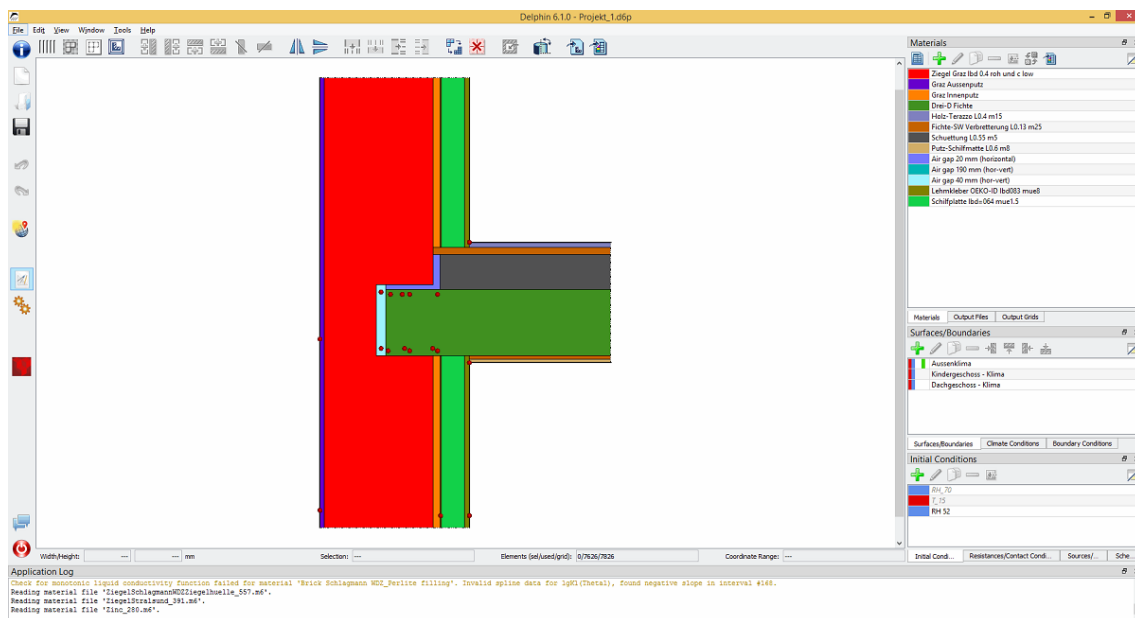 Delphin 6.1.0 - Projekt_1.d6p
File Edit View Window Tools Help
Materials
Ziegel Graz lbd 0.4 roh und c low
Graz Aussenputz
Graz Innenputz
Drei-D Fichte
Holz-Terazzo L0.4 m15
Fichte-SW Verbretterung L0.13 m25
Schuettung L0.55 m5
Putz-Schilfmatte L0.6 m8
Air gap 20 mm (horizontal)
Air gap 190 mm (hor-vert)
Air gap 40 mm (hor-vert)
Lehmkleber OEKO-ID lbd083 mue8
Schilfplatte lbd=064 mue1.5
Materials Output Files Output Grids
Surfaces/Boundaries
Aussenklima
Kindergeschoss - Klima
Dachgeschoss - Klima
Surfaces/Boundaries Climate Conditions Boundary Conditions
Initial Conditions
RH_70
T_15
RH 52
Initial Cond... Resistances/Contact Condi... Sources/... Sche...
Width/Height: --- --- mm Selection: --- Elements (sel/used/grid): 0/7626/7826 Coordinate Range: ---
Application Log
Check for monotonic liquid conductivity function failed for material 'Brick Schlagmann WDZ_Perlite filling'. Invalid spline data for lgKl(Thetal), found negative slope in interval #168.
Reading material file 'ZiegelSchlagmannWDZZiegelhuelle_557.m6'.
Reading material file 'ZiegelStralsund_391.m6'.
Reading material file 'Zinc_280.m6'.